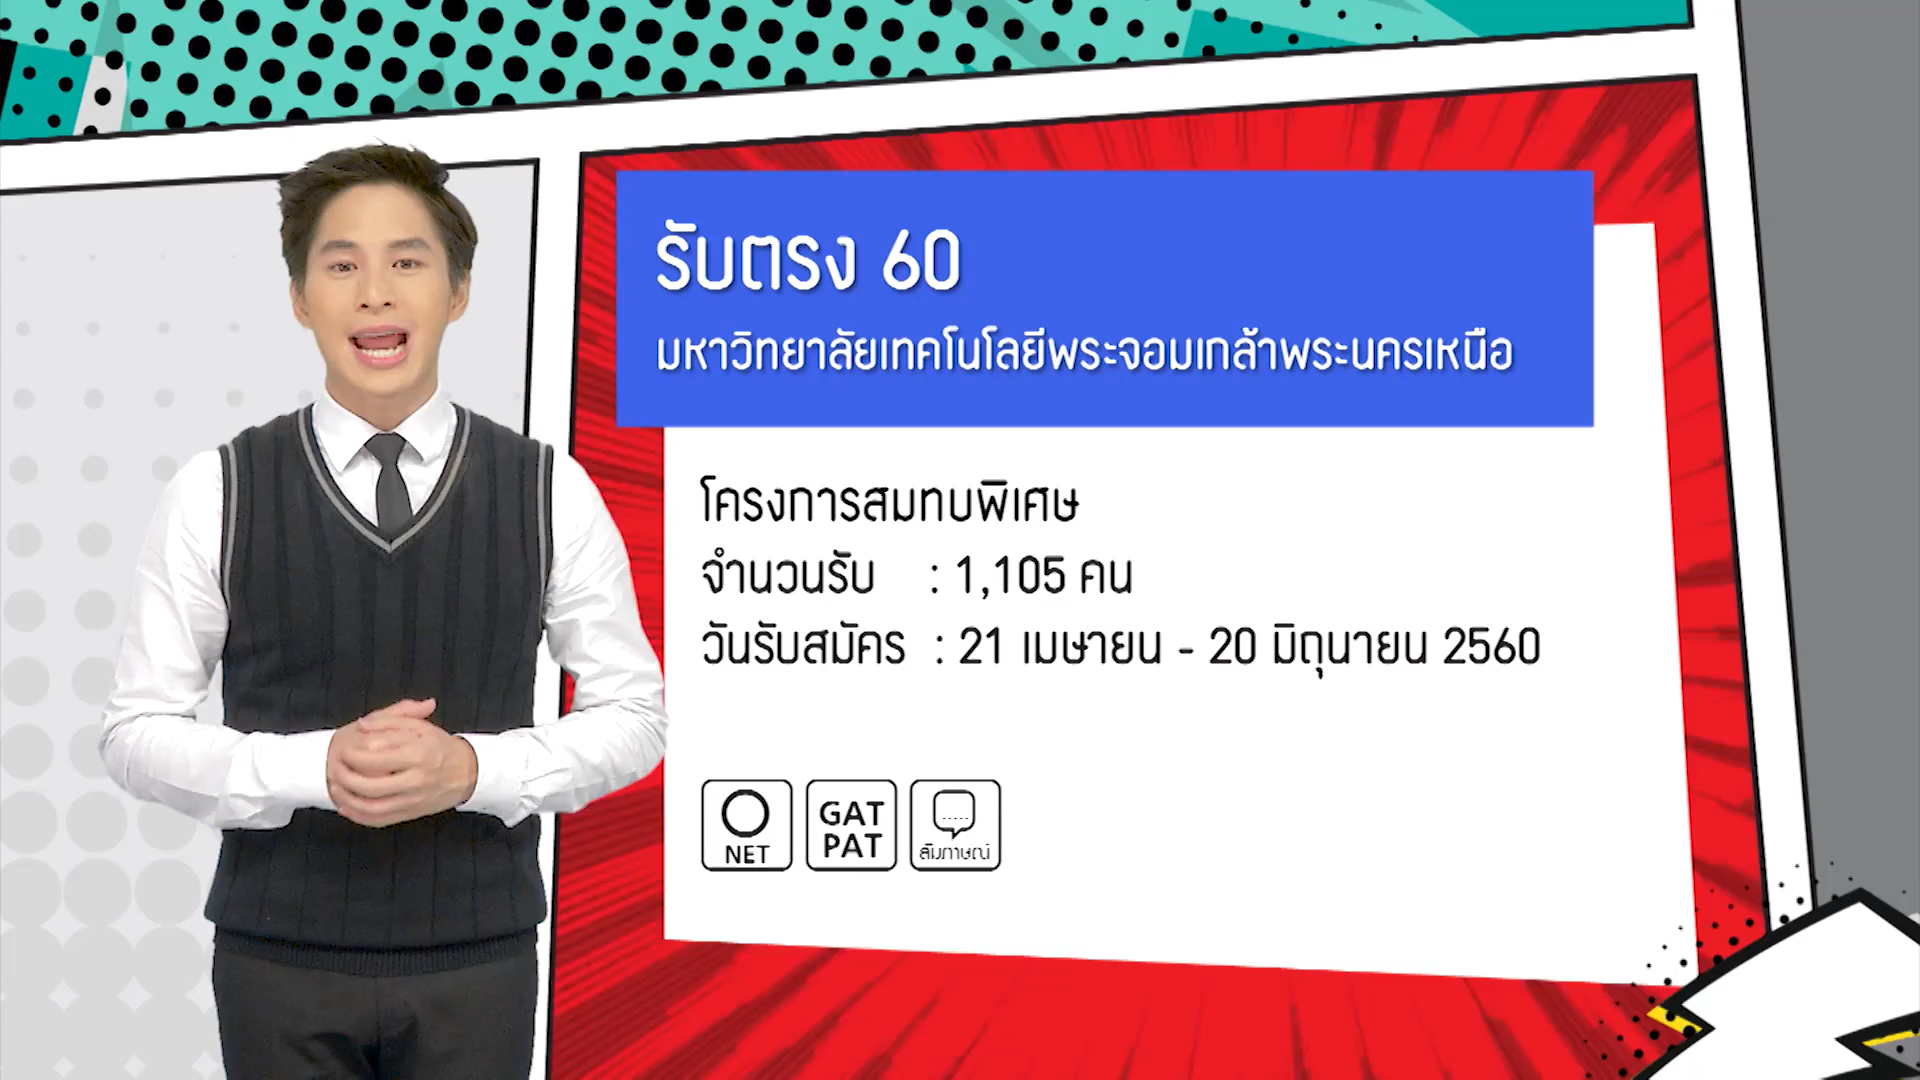 รับตรง 60
มหาวิทยาลัยเทคโนโลยีพระจอมเกล้าพระนครเหนือ
โครงการสมทบพิเศษ
จำนวนรับ : 1,105 คน
วันรับสมัคร : 21 เมษายน - 20 มิถุนายน 2560
O NET
GAT PAT
สัมภาษณ์